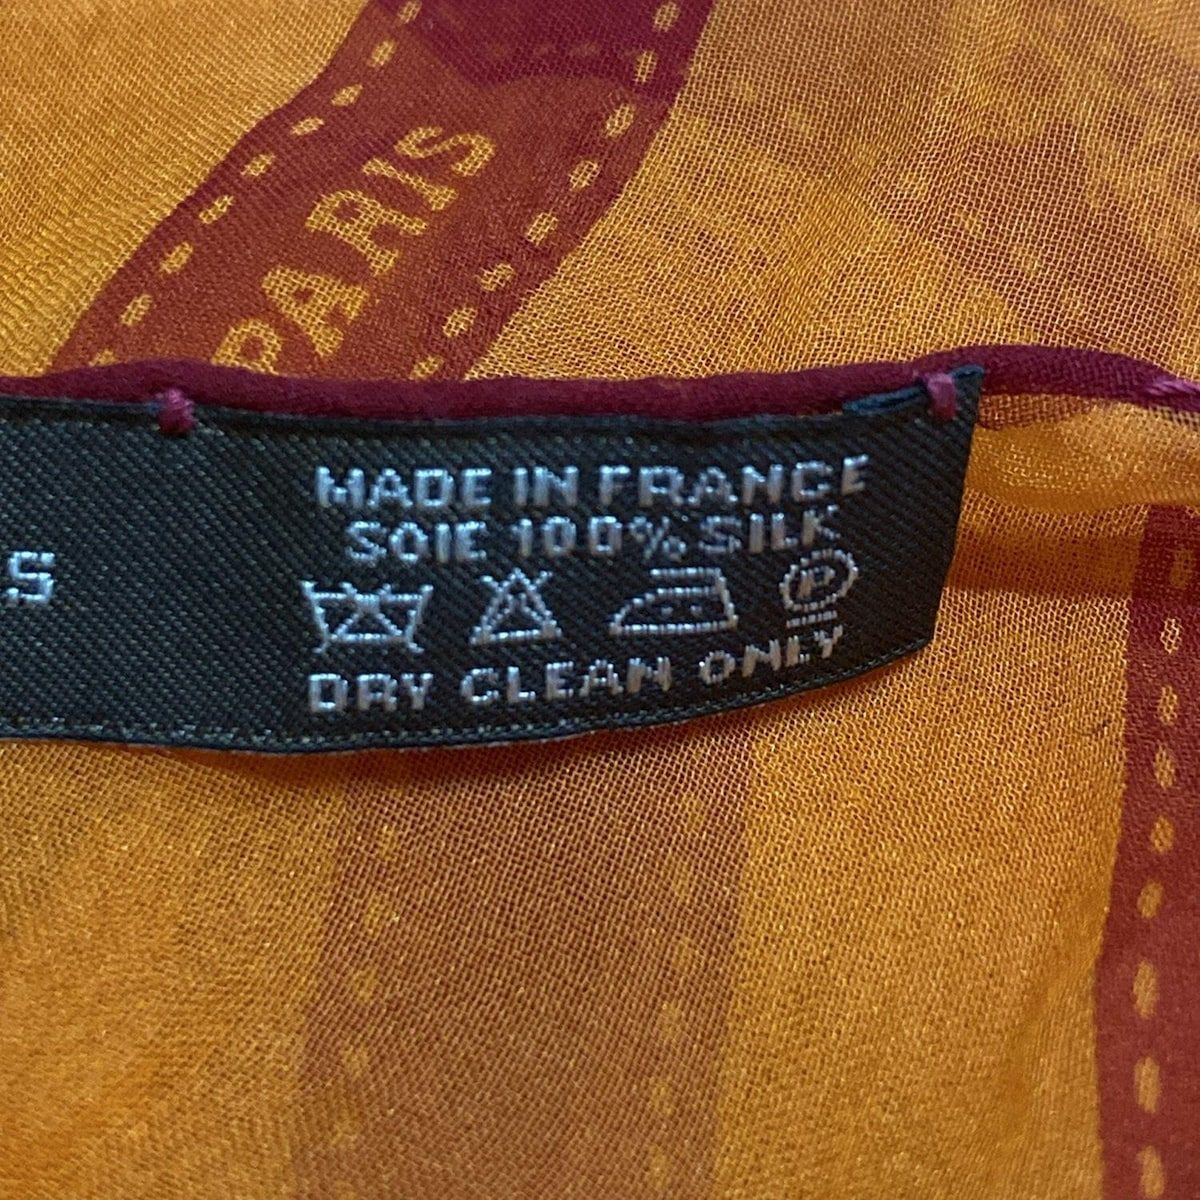 PARIS
S
MADE IN FRANCE
SOIE 100% SILK
P
DRY CLEAN ONLY